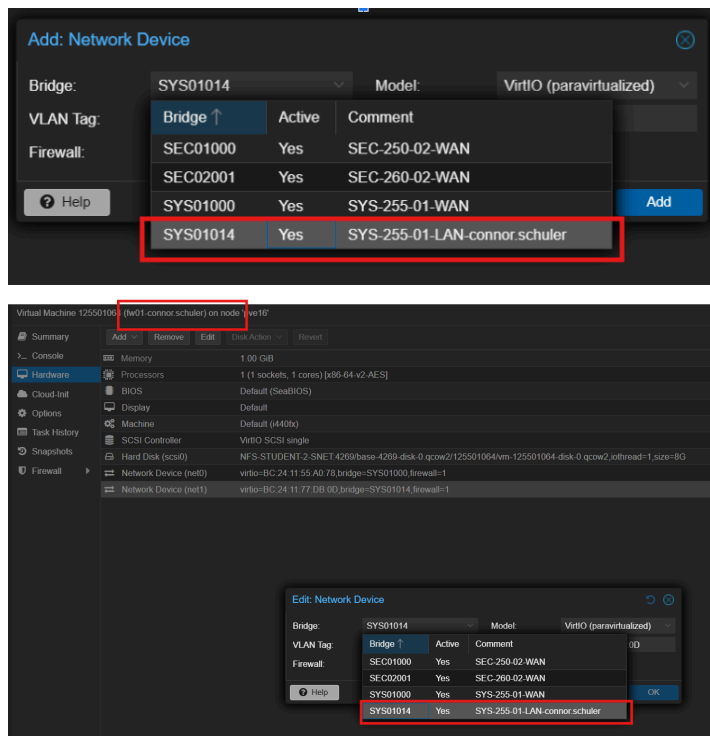 Add: Network Device
Bridge: SYS01014 Model: VirtIO (paravirtualized)
VLAN Tag:
Firewall:
Bridge ↑ Active Comment
SEC01000 Yes SEC-250-02-WAN
SEC02001 Yes SEC-260-02-WAN
SYS01000 Yes SYS-255-01-WAN
SYS01014 Yes SYS-255-01-LAN-connor.schuler
Help Add
Virtual Machine 125501064 (fw01-connor.schuler) on node 'pve16'
Summary
>_ Console
Hardware
Cloud-Init
Options
Task History
Snapshots
Firewall
Add Remove Edit Disk Action Revert
Memory 1.00 GiB
Processors 1 (1 sockets, 1 cores) [x86-64-v2-AES]
BIOS Default (SeaBIOS)
Display Default
Machine Default (i440fx)
SCSI Controller VirtIO SCSI single
Hard Disk (scsi0) NFS-STUDENT-2-SNET:4269/base-4269-disk-0.qcow2/125501064/vm-125501064-disk-0.qcow2,iothread=1,size=8G
Network Device (net0) virtio=BC:24:11:55:A0:78,bridge=SYS01000,firewall=1
Network Device (net1) virtio=BC:24:11:77:DB:0D,bridge=SYS01014,firewall=1
Edit: Network Device
Bridge: SYS01014 Model: VirtIO (paravirtualized)
VLAN Tag: :0D
Firewall:
Bridge ↑ Active Comment
SEC01000 Yes SEC-250-02-WAN
SEC02001 Yes SEC-260-02-WAN
SYS01000 Yes SYS-255-01-WAN
SYS01014 Yes SYS-255-01-LAN-connor.schuler
Help OK